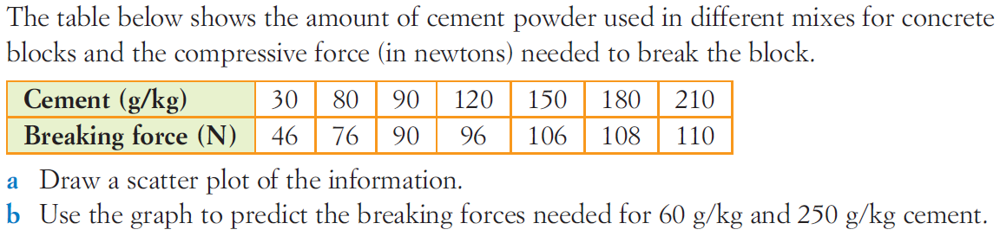 The table below shows the amount of cement powder used in different mixes for concrete
blocks and the compressive force (in newtons) needed to break the block.
Cement (g/kg) 30 80 90 120 150 180 210
Breaking force (N) 46 76 90 96 106 108 110
a Draw a scatter plot of the information.
b Use the graph to predict the breaking forces needed for 60 g/kg and 250 g/kg cement.